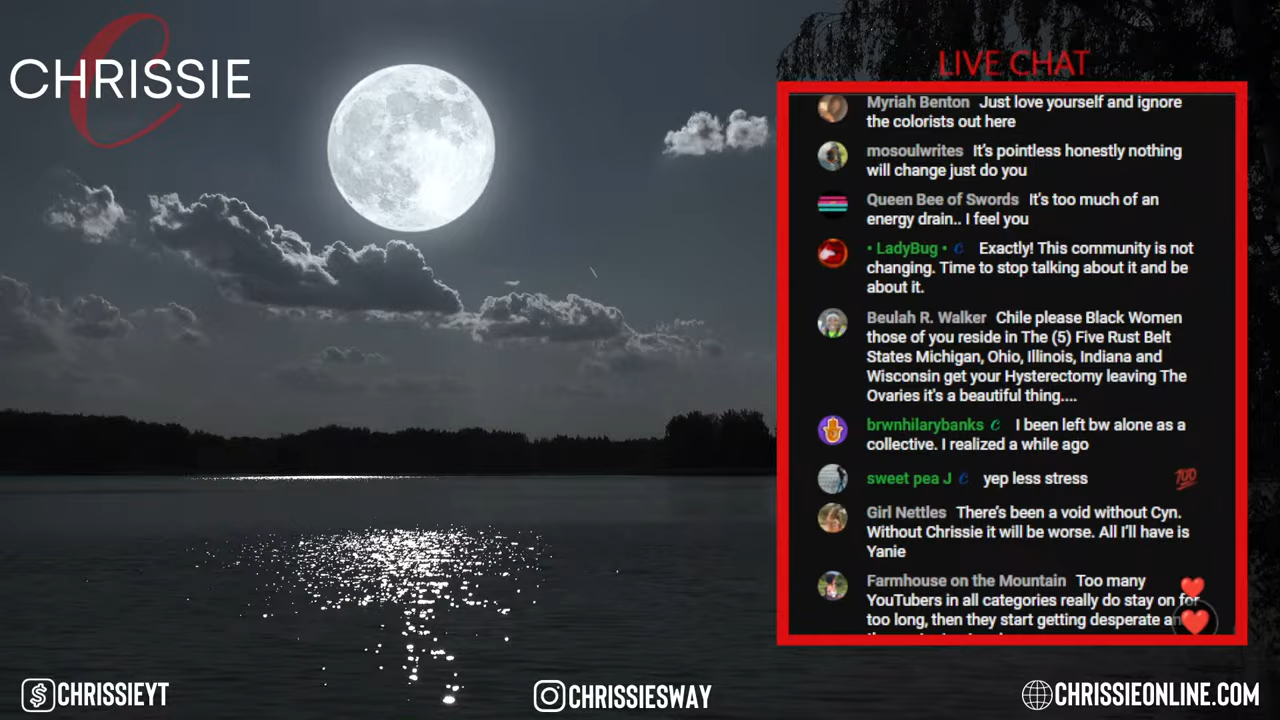 CHRISSIE
LIVE CHAT
Myriah Benton Just love yourself and ignore
the colorists out here
mosoulwrites It's pointless honestly nothing
will change just do you
Queen Bee of Swords It's too much of an
energy drain.. I feel you
• LadyBug • Exactly! This community is not
changing. Time to stop talking about it and be
about it.
Beulah R. Walker Chile please Black Women
those of you reside in The (5) Five Rust Belt
States Michigan, Ohio, Illinois, Indiana and
Wisconsin get your Hysterectomy leaving The
Ovaries it's a beautiful thing....
brwnhilarybanks I been left bw alone as a
collective. I realized a while ago
sweet pea J yep less stress 💯
Girl Nettles There's been a void without Cyn.
Without Chrissie it will be worse. All I'll have is
Yanie
Farmhouse on the Mountain Too many
YouTubers in all categories really do stay on for
too long, then they start getting desperate
$ CHRISSIEYT
CHRISSIESWAY
CHRISSIEONLINE.COM